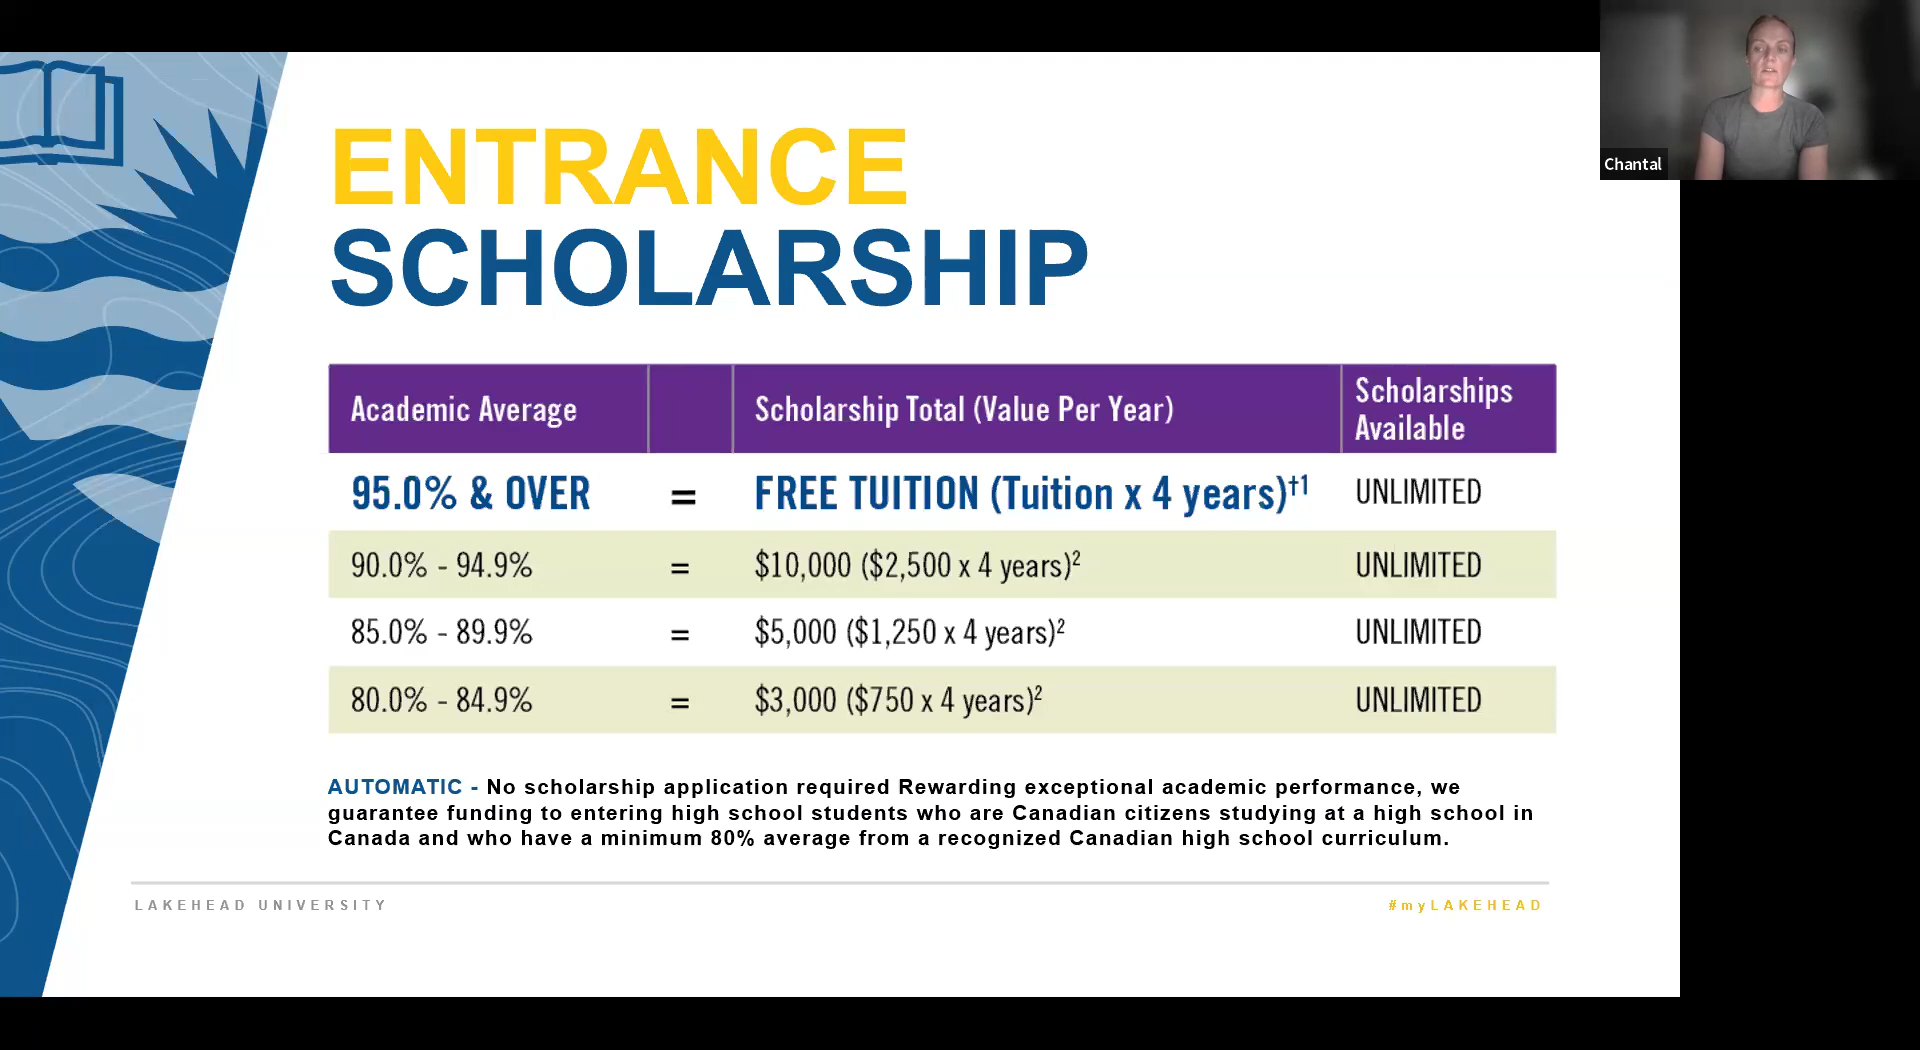 Chantal
ENTRANCE
SCHOLARSHIP
Academic Average Scholarship Total (Value Per Year) Scholarships Available
95.0% & OVER = FREE TUITION (Tuition x 4 years)†1 UNLIMITED
90.0% - 94.9% = $10,000 ($2,500 x 4 years)2 UNLIMITED
85.0% - 89.9% = $5,000 ($1,250 x 4 years)2 UNLIMITED
80.0% - 84.9% = $3,000 ($750 x 4 years)2 UNLIMITED
AUTOMATIC - No scholarship application required Rewarding exceptional academic performance, we
guarantee funding to entering high school students who are Canadian citizens studying at a high school in
Canada and who have a minimum 80% average from a recognized Canadian high school curriculum.
LAKEHEAD UNIVERSITY #myLAKEHEAD